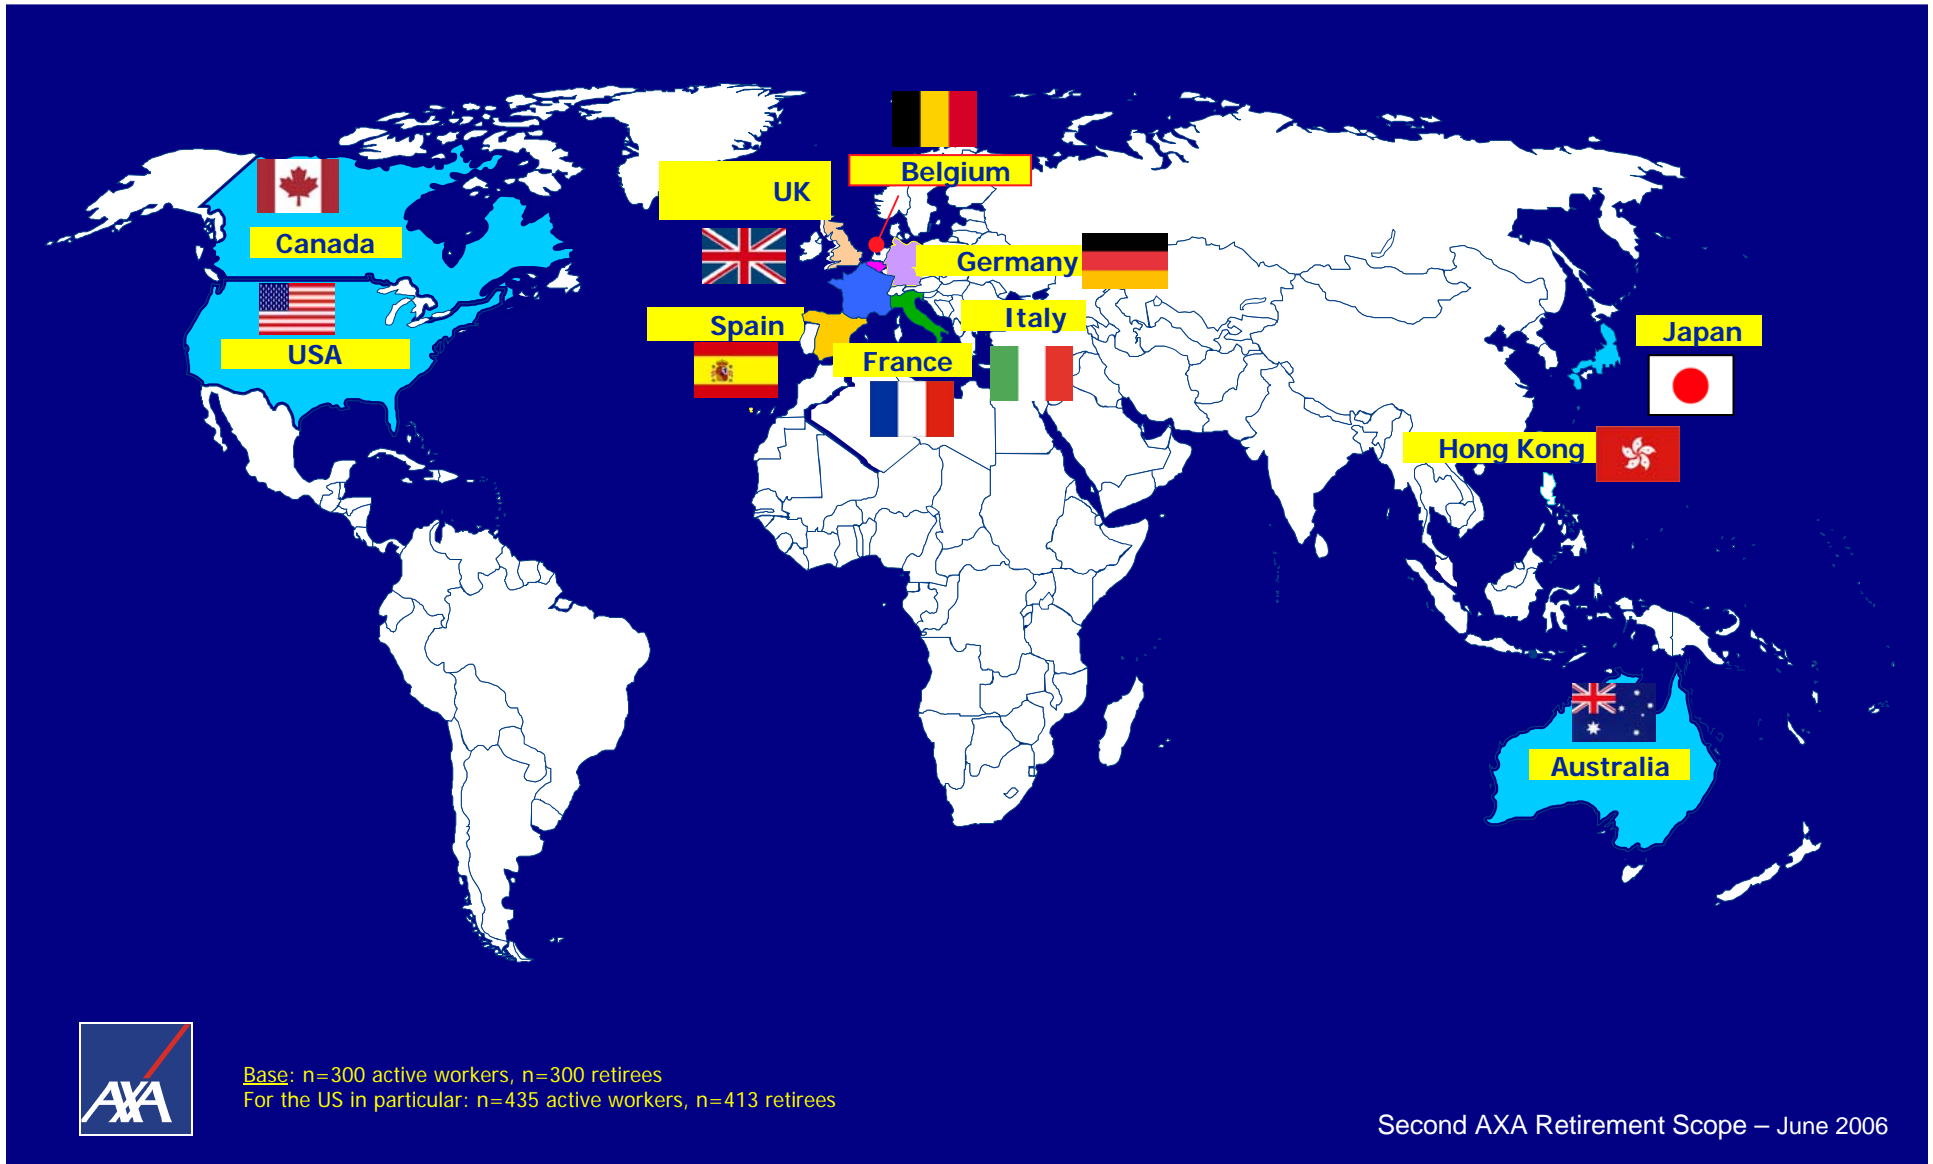 Belgium
UK
Canada
Germany
Italy
Spain
Japan
USA
France
Hong Kong
Australia
AXA
Base: n=300 active workers, n=300 retirees
For the US in particular: n=435 active workers, n=413 retirees
Second AXA Retirement Scope – June 2006